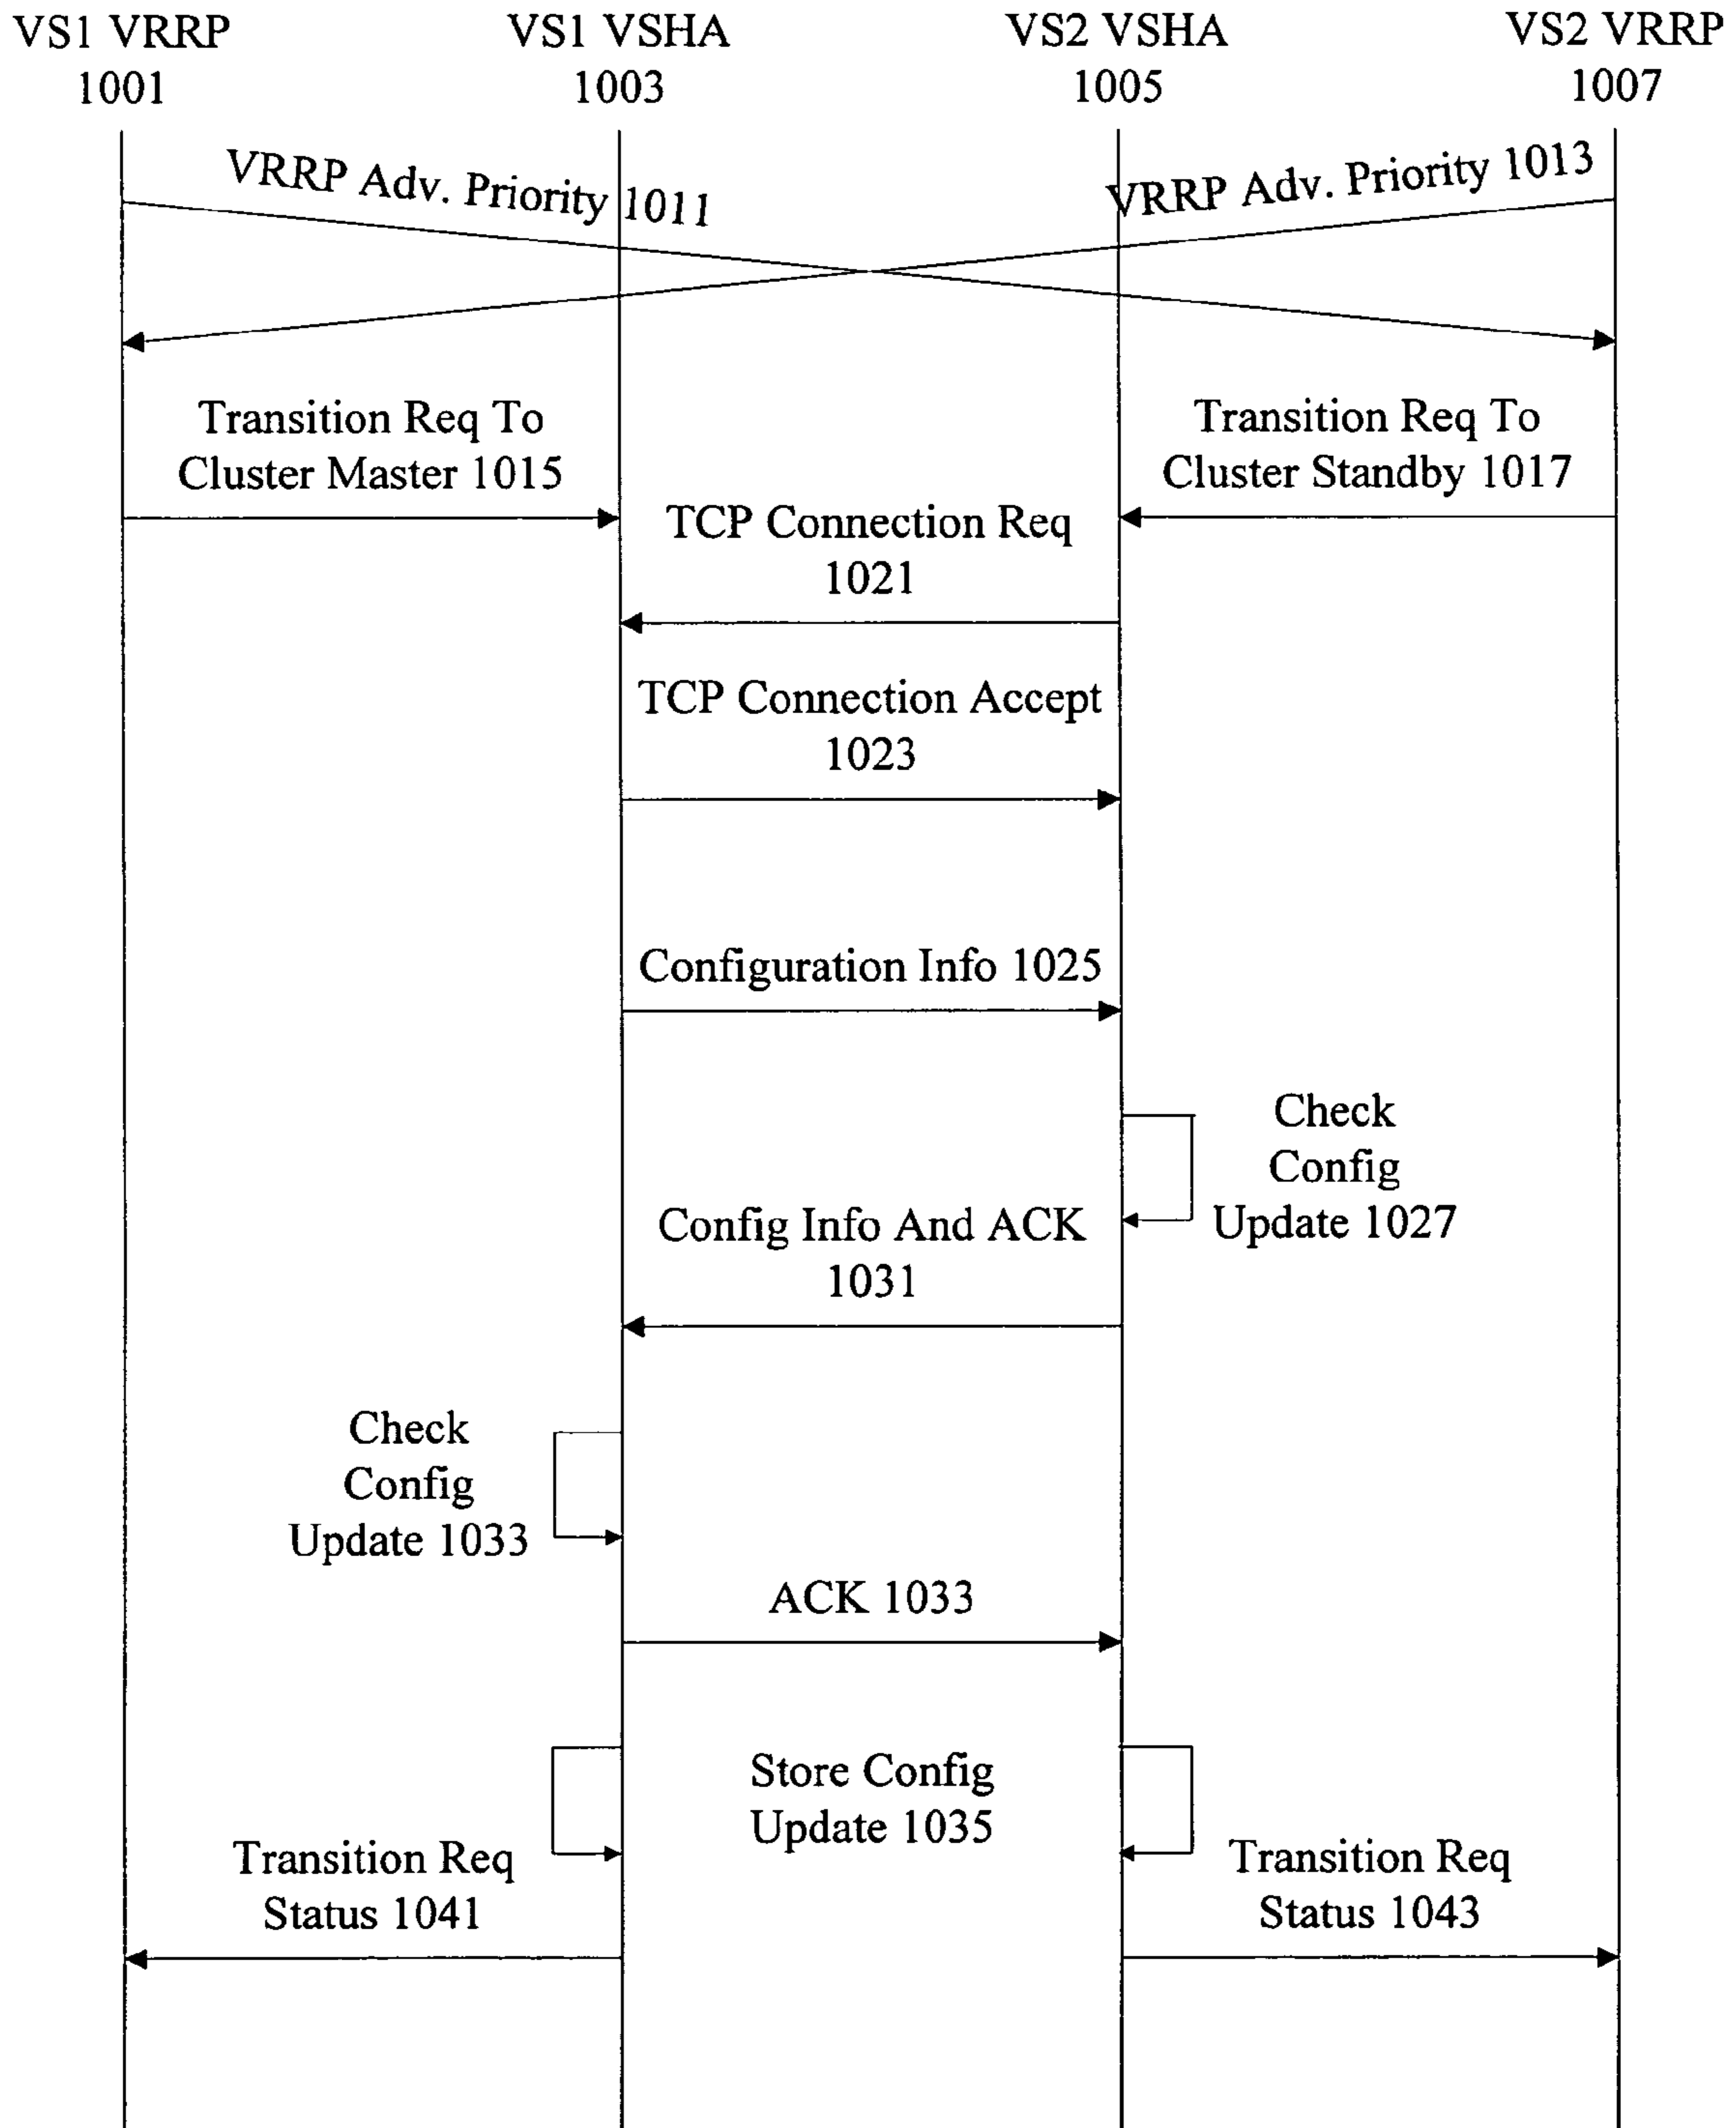 VS1 VRRP
1001
VS1 VSHA
1003
VS2 VSHA
1005
VS2 VRRP
1007
VRRP Adv. Priority 1011
VRRP Adv. Priority 1013
Transition Req To
Cluster Master 1015
Transition Req To
Cluster Standby 1017
TCP Connection Req
1021
TCP Connection Accept
1023
Configuration Info 1025
Check
Config
Update 1027
Config Info And ACK
1031
Check
Config
Update 1033
ACK 1033
Store Config
Update 1035
Transition Req
Status 1041
Transition Req
Status 1043